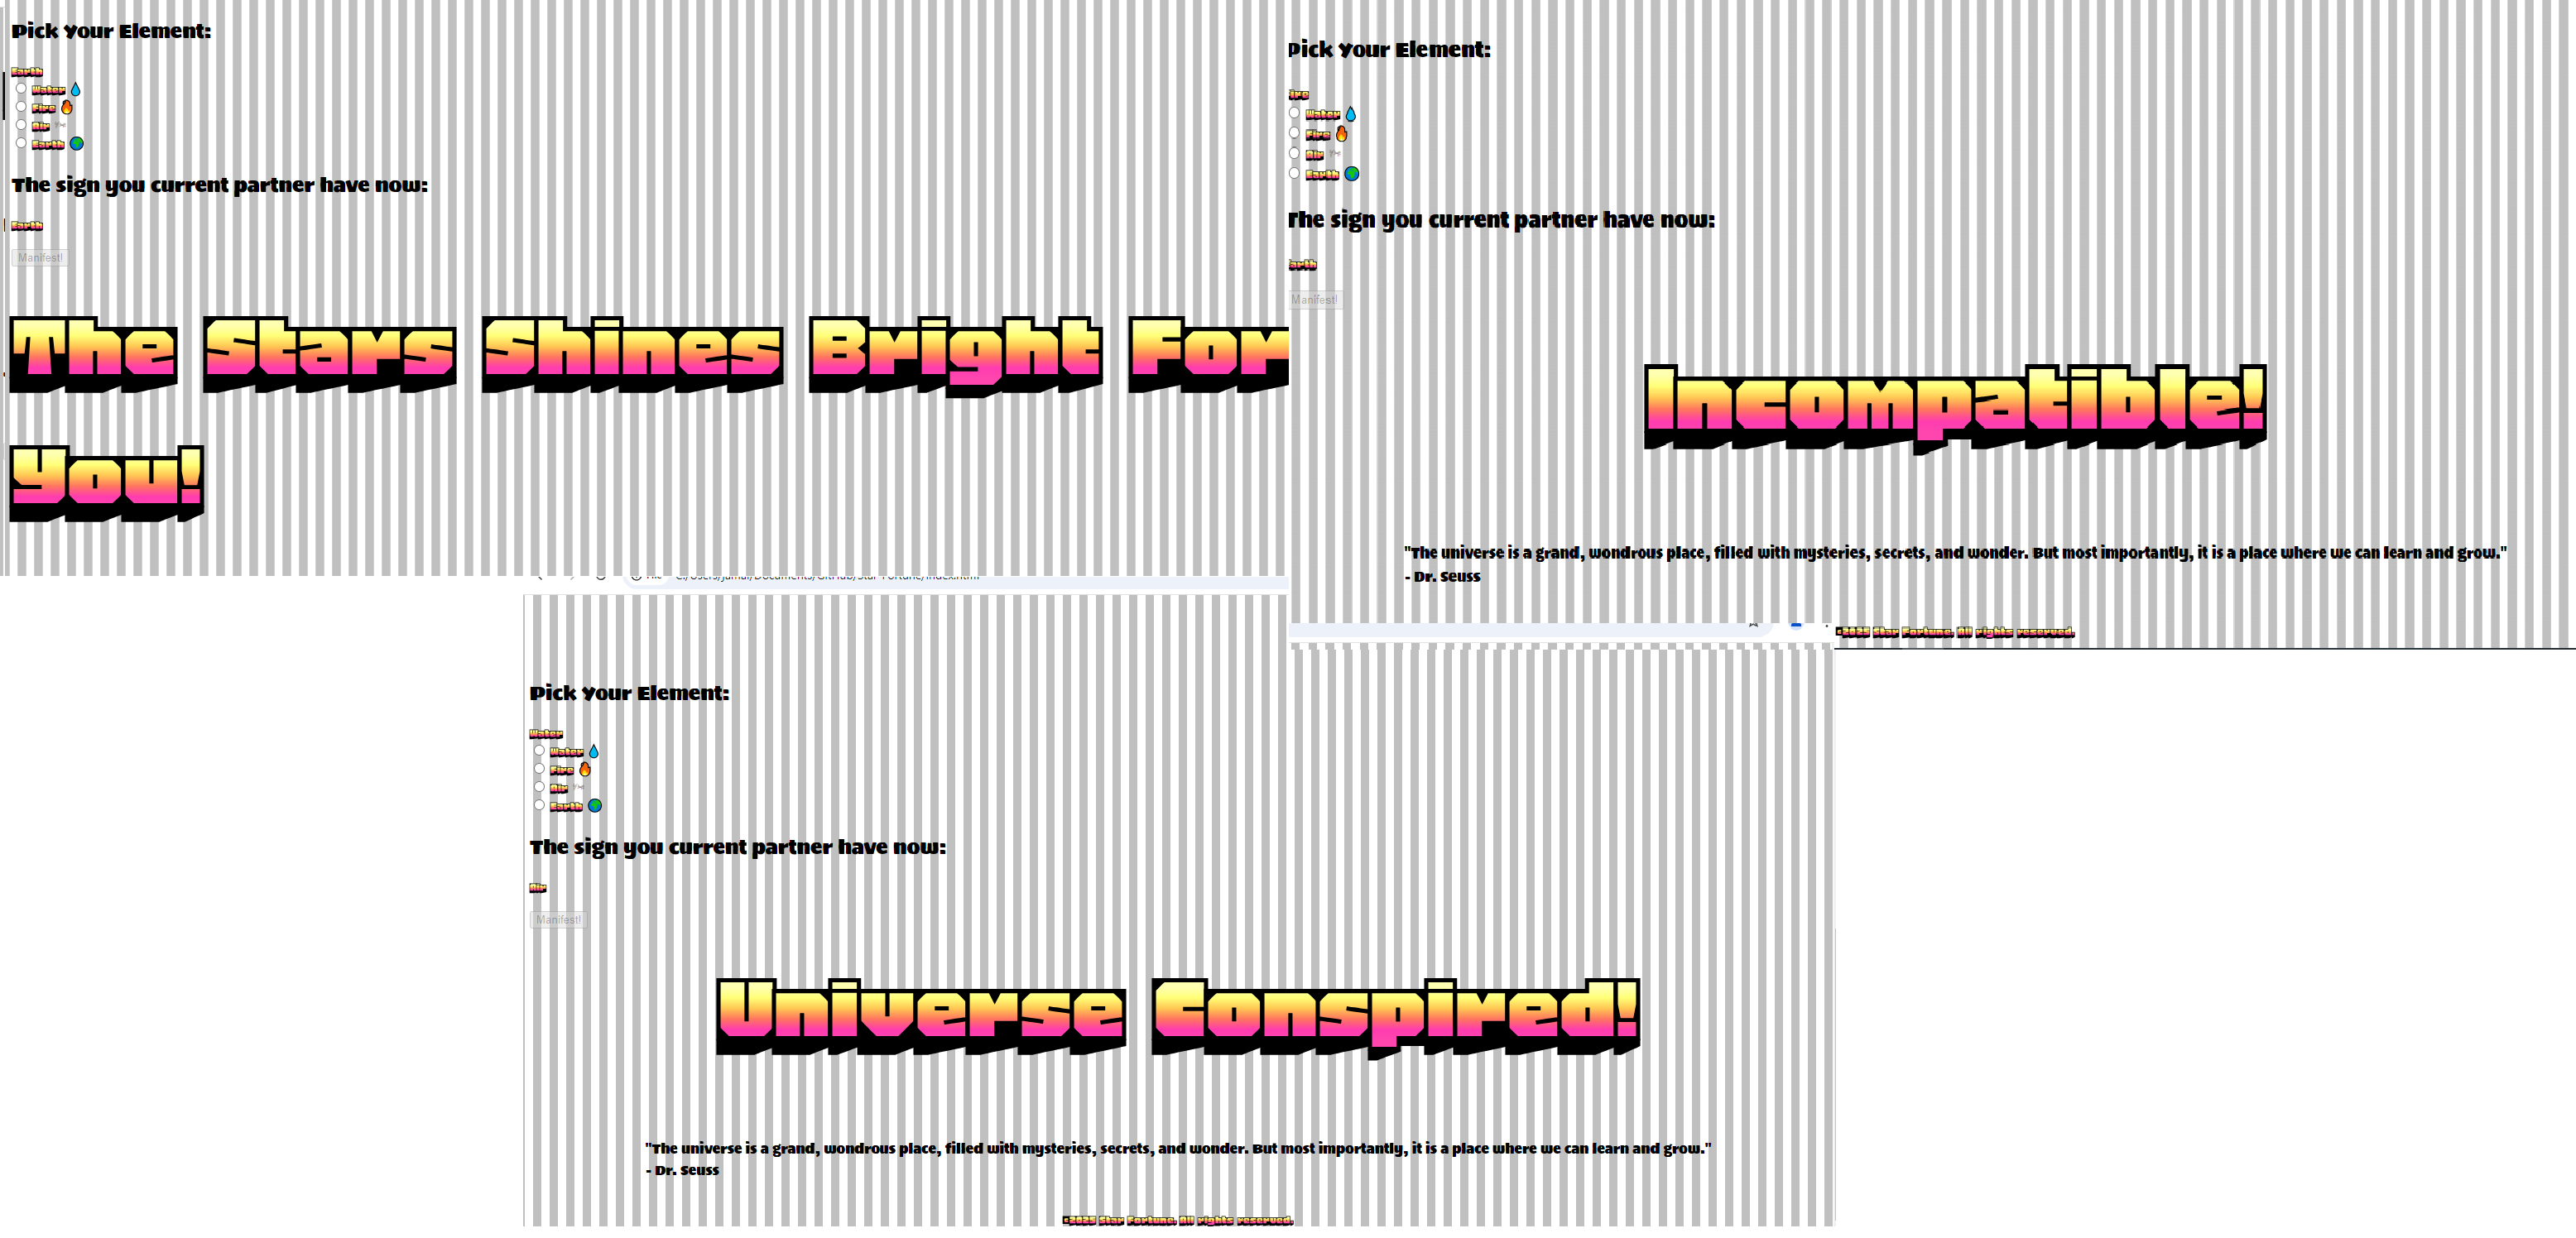 Pick Your Element:
Earth
Water
Fire
Air
Earth
The sign you current partner have now:
Earth
Manifest!
The Stars Shines Bright For
You!
Pick Your Element:
ire
Water
Fire
Air
Earth
The sign you current partner have now:
arth
Manifest!
Incompatible!
"The universe is a grand, wondrous place, filled with mysteries, secrets, and wonder. But most importantly, it is a place where we can learn and grow."
- Dr. Seuss
©2025 Star Fortune. All rights reserved.
Pick Your Element:
Water
Water
Fire
Air
Earth
The sign you current partner have now:
Air
Manifest!
Universe Conspired!
"The universe is a grand, wondrous place, filled with mysteries, secrets, and wonder. But most importantly, it is a place where we can learn and grow."
- Dr. Seuss
©2025 Star Fortune. All rights reserved.